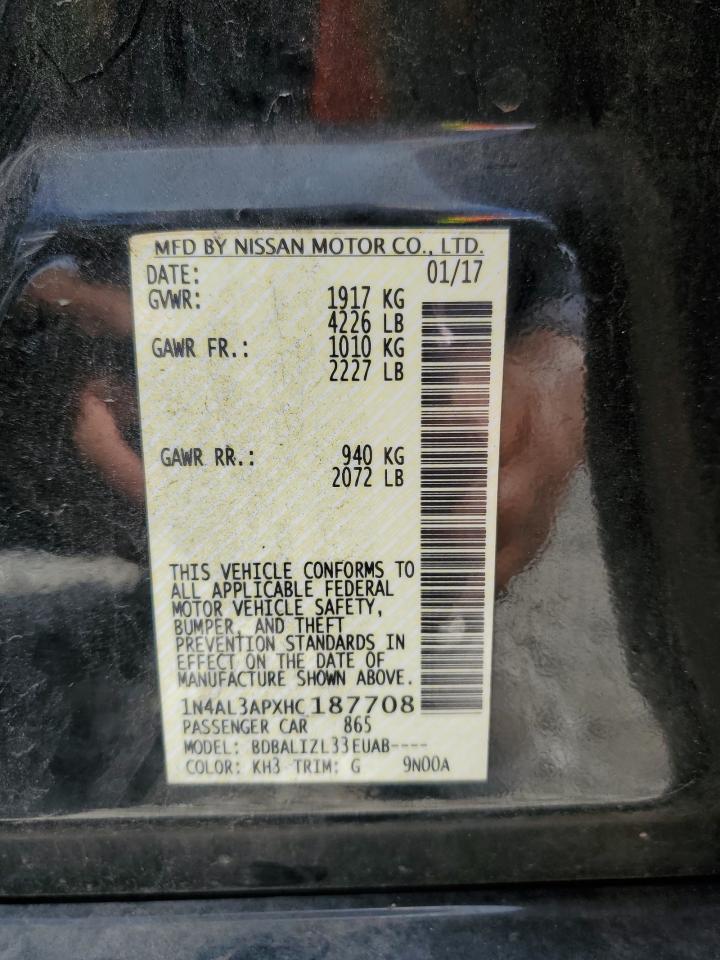 MFD BY NISSAN MOTOR CO., LTD.
DATE: 01/17
GVWR: 1917 KG
4226 LB
GAWR FR.: 1010 KG
2227 LB
GAWR RR.: 940 KG
2072 LB
THIS VEHICLE CONFORMS TO
ALL APPLICABLE FEDERAL
MOTOR VEHICLE SAFETY,
BUMPER, AND THEFT
PREVENTION STANDARDS IN
EFFECT ON THE DATE OF
MANUFACTURE SHOWN ABOVE.
1N4AL3APXHC187708
PASSENGER CAR 865
MODEL: BDBALIZL33EUAB----
COLOR: KH3 TRIM: G 9N00A